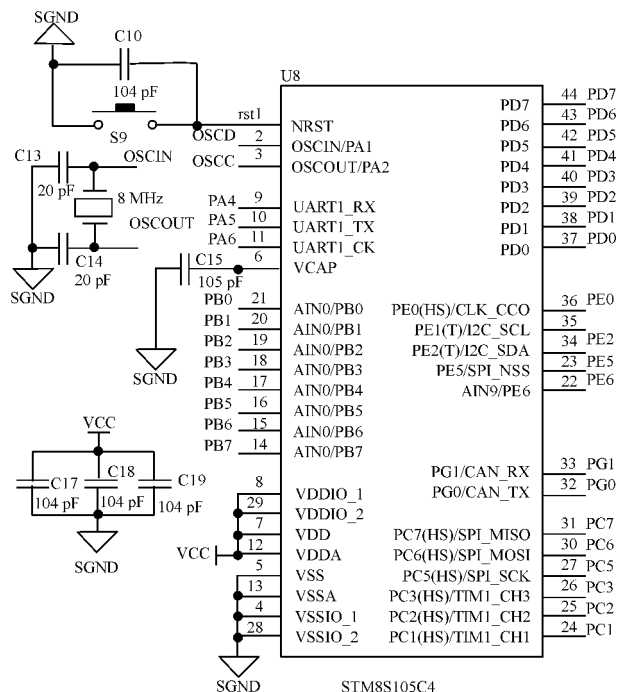 SGND
C10
104 pF
S9
rst1
OSCD
2
OSCC
3
C13
20 pF
OSCIN
8 MHz
OSCOUT
C14
20 pF
SGND
U8
NRST
OSCIN/PA1
OSCOUT/PA2
PA4 9 UART1_RX
PA5 10 UART1_TX
PA6 11 UART1_CK
6 VCAP
C15
105 pF
SGND
PB0 21 AIN0/PB0
PB1 20 AIN0/PB1
PB2 19 AIN0/PB2
PB3 18 AIN0/PB3
PB4 17 AIN0/PB4
PB5 16 AIN0/PB5
PB6 15 AIN0/PB6
PB7 14 AIN0/PB7
VCC
C17
104 pF
C18
104 pF
C19
104 pF
SGND
8 VDDIO_1
29 VDDIO_2
7 VDD
VCC 12 VDDA
5 VSS
13 VSSA
4 VSSIO_1
28 VSSIO_2
SGND
PD7 44 PD7
PD6 43 PD6
PD5 42 PD5
PD4 41 PD4
PD3 40 PD3
PD2 39 PD2
PD1 38 PD1
PD0 37 PD0
PE0(HS)/CLK_CCO 36 PE0
PE1(T)/I2C_SCL 35
PE2(T)/I2C_SDA 34 PE2
PE5/SPI_NSS 23 PE5
AIN9/PE6 22 PE6
PG1/CAN_RX 33 PG1
PG0/CAN_TX 32 PG0
PC7(HS)/SPI_MISO 31 PC7
PC6(HS)/SPI_MOSI 30 PC6
PC5(HS)/SPI_SCK 27 PC5
PC3(HS)/TIM1_CH3 26 PC3
PC2(HS)/TIM1_CH2 25 PC2
PC1(HS)/TIM1_CH1 24 PC1
STM8S105C4